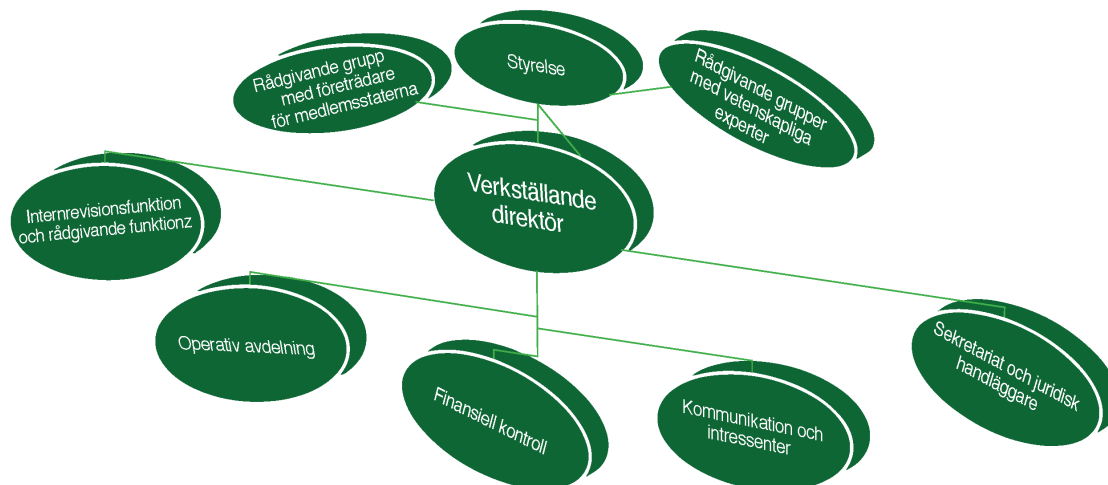 Rådgivande grupp
med företrädare
för medlemsstaterna
Styrelse
Rådgivande grupper
med vetenskapliga
experter
Verkställande
direktör
Internrevisionsfunktion
och rådgivande funktionz
Operativ avdelning
Finansiell kontroll
Kommunikation och
intressenter
Sekretariat och juridisk
handläggare